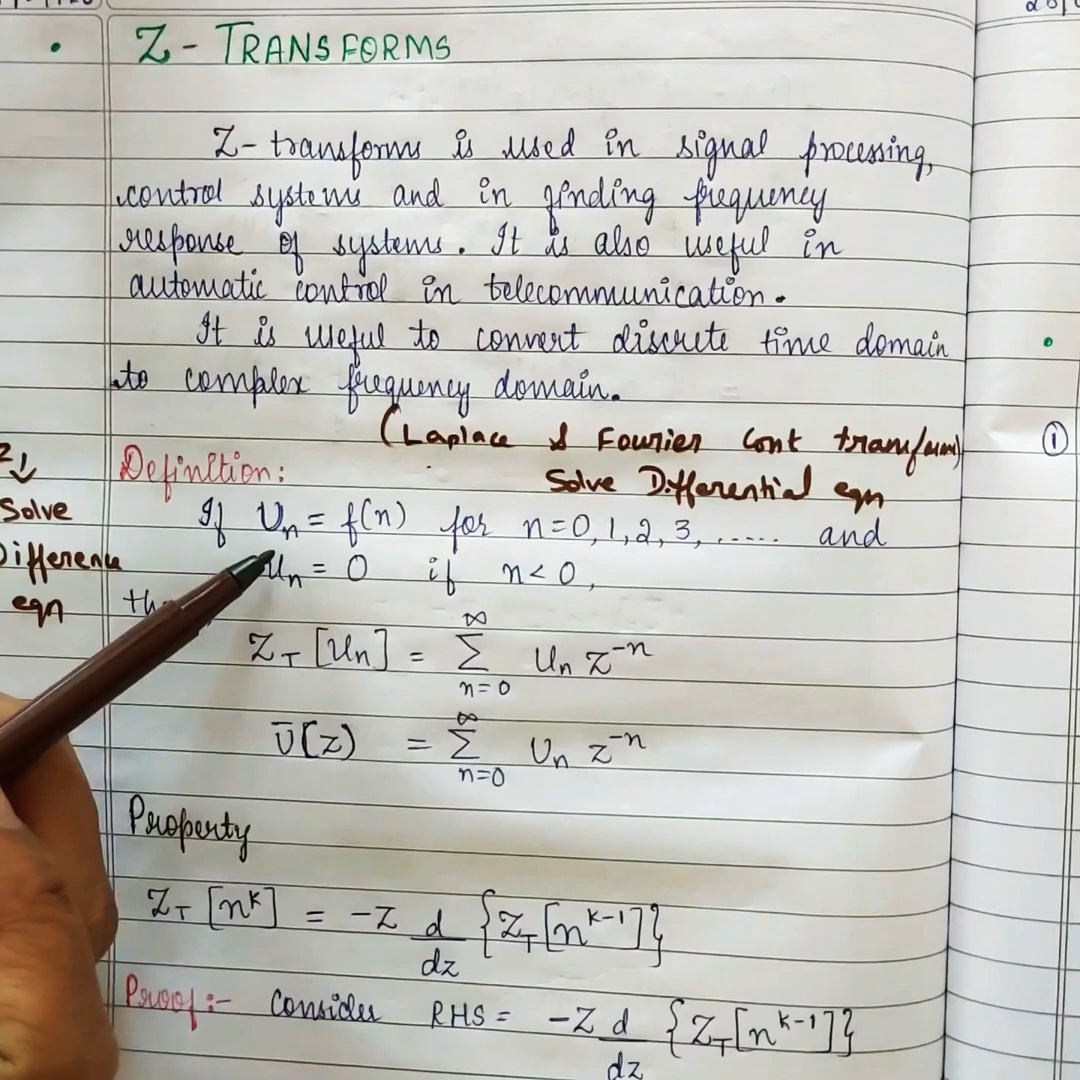 Z - TRANSFORMS
Z- transforms is used in signal processing,
control systems and in finding frequency
response of systems. It is also useful in
automatic control in telecommunication.
It is useful to convert discrete time domain
to complex frequency domain.
(Laplace & Fourier Cont transform)
Solve Differential eqn
Definition:
If Un = f(n) for n=0,1,2,3,..... and
Un = 0 if n<0,
Z↓
Solve
Difference
eqn
Z_T [Un] = ∞Σn=0 Un z^-n
Ū(z) = ∞Σn=0 Un z^-n
Property
Z_T [n^k] = -z d/dz {Z_T[n^k-1]}
Proof:- Consider RHS = -z d/dz {Z_T[n^k-1]}
①